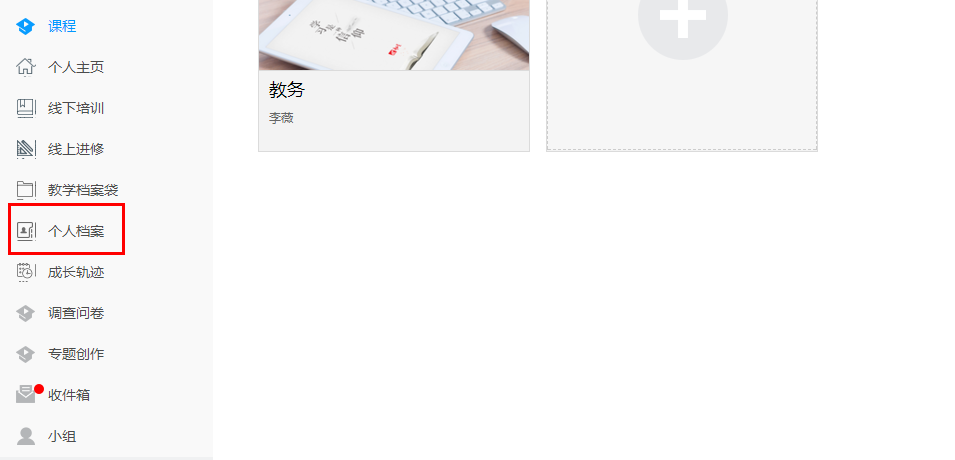 课程
个人主页
线下培训
线上进修
教学档案袋
个人档案
成长轨迹
调查问卷
专题创作
收件箱
小组
教务
李薇